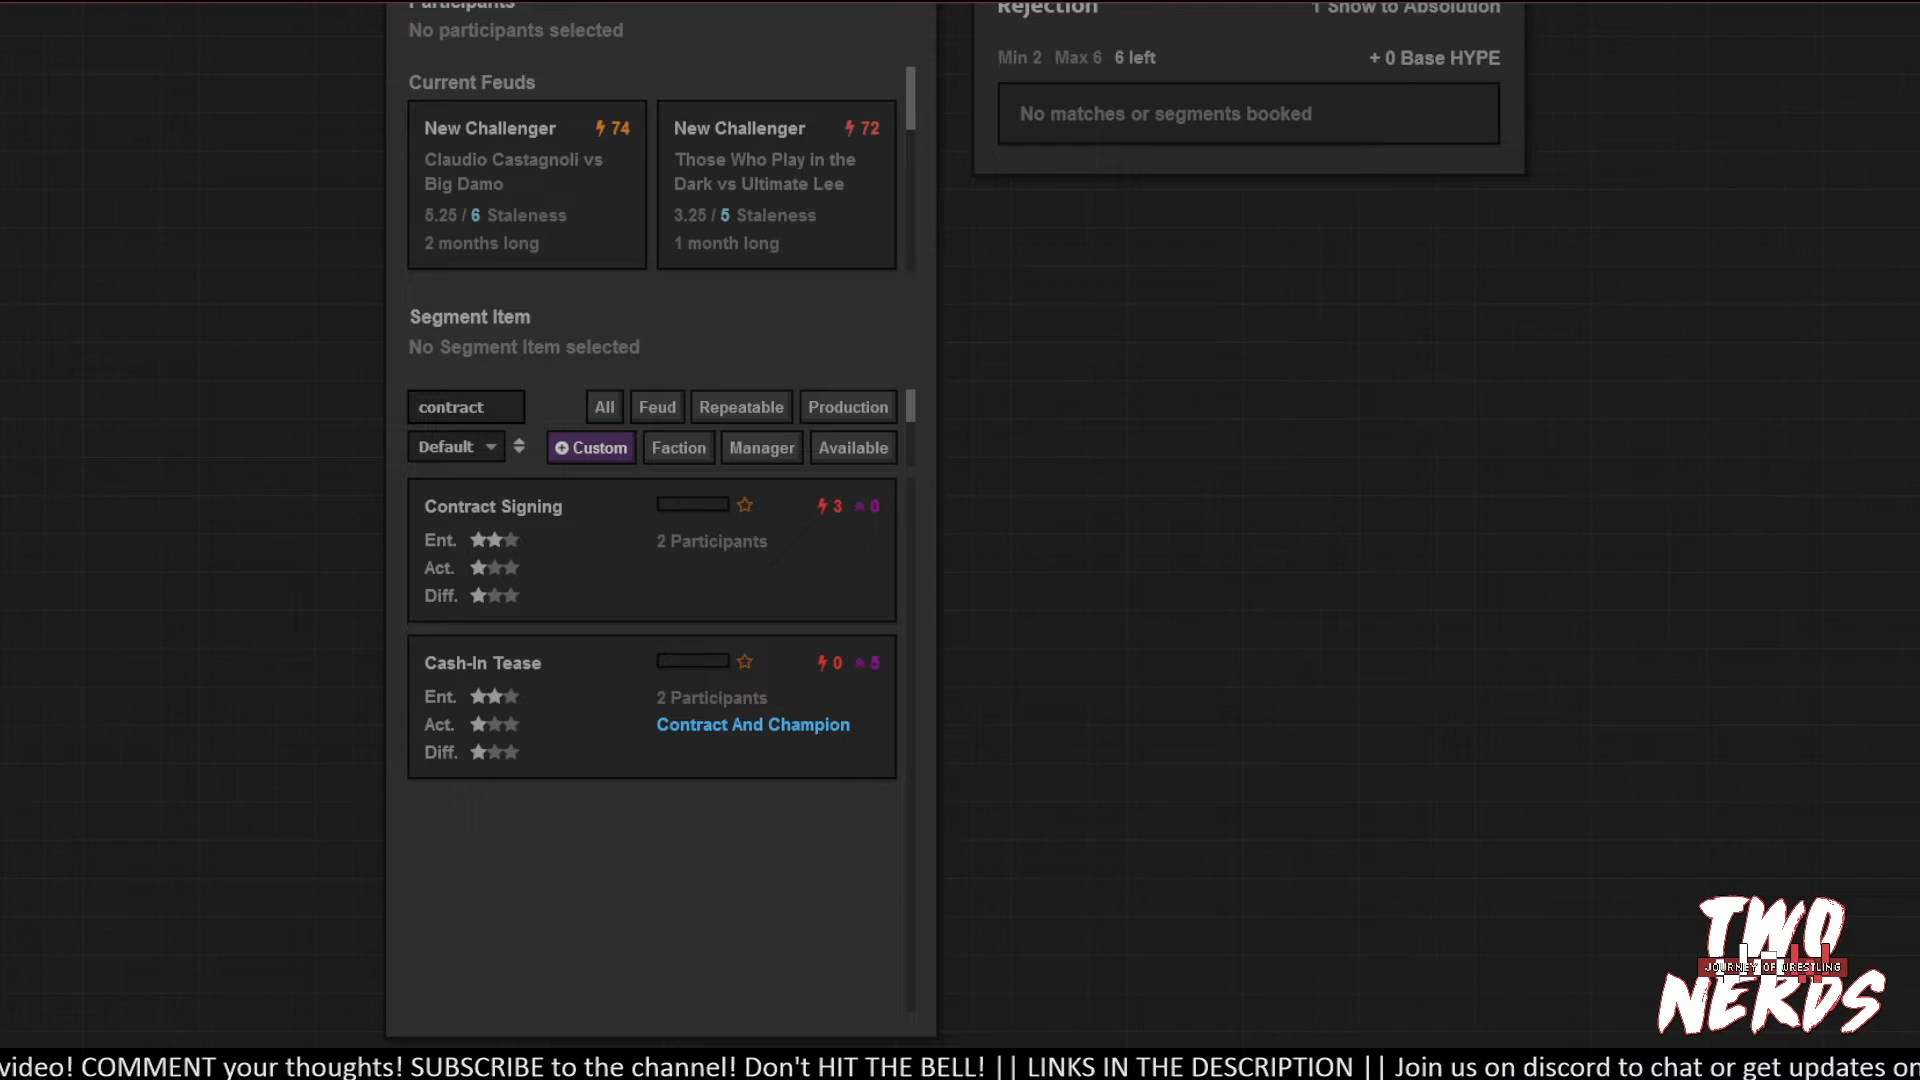 Participants
No participants selected
Current Feuds
New Challenger 74
Claudio Castagnoli vs
Big Damo
5.25 / 6 Staleness
2 months long
New Challenger 72
Those Who Play in the
Dark vs Ultimate Lee
3.25 / 5 Staleness
1 month long
Segment Item
No Segment Item selected
contract
All Feud Repeatable Production
Default Custom Faction Manager Available
Contract Signing 3 0
Ent. 2 Participants
Act.
Diff.
Cash-In Tease 0 5
Ent. 2 Participants
Act. Contract And Champion
Diff.
Rejection 1 Show to Absolution
Min 2 Max 6 6 left + 0 Base HYPE
No matches or segments booked
TWO
JOURNEY OF WRESTLING
NERDS
video! COMMENT your thoughts! SUBSCRIBE to the channel! Don't HIT THE BELL! || LINKS IN THE DESCRIPTION || Join us on discord to chat or get updates on